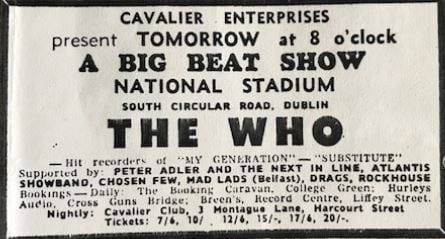 CAVALIER ENTERPRISES
present TOMORROW at 8 o'clock
A BIG BEAT SHOW
NATIONAL STADIUM
SOUTH CIRCULAR ROAD, DUBLIN
THE WHO
— Hit recorders of "MY GENERATION" — "SUBSTITUTE"
Supported by: PETER ADLER AND THE NEXT IN LINE, ATLANTIS
SHOWBAND, CHOSEN FEW, MAD LADS (Belfast), DRAGS, ROCKHOUSE
Bookings — Daily: The Booking Caravan, College Green; Hurleys
Audio, Cross Guns Bridge; Breen's, Record Centre, Liffey Street.
Nightly: Cavalier Club, 3 Montague Lane, Harcourt Street
Tickets: 7/6, 10/ , 12/6, 15/-, 17/6, 20/-.